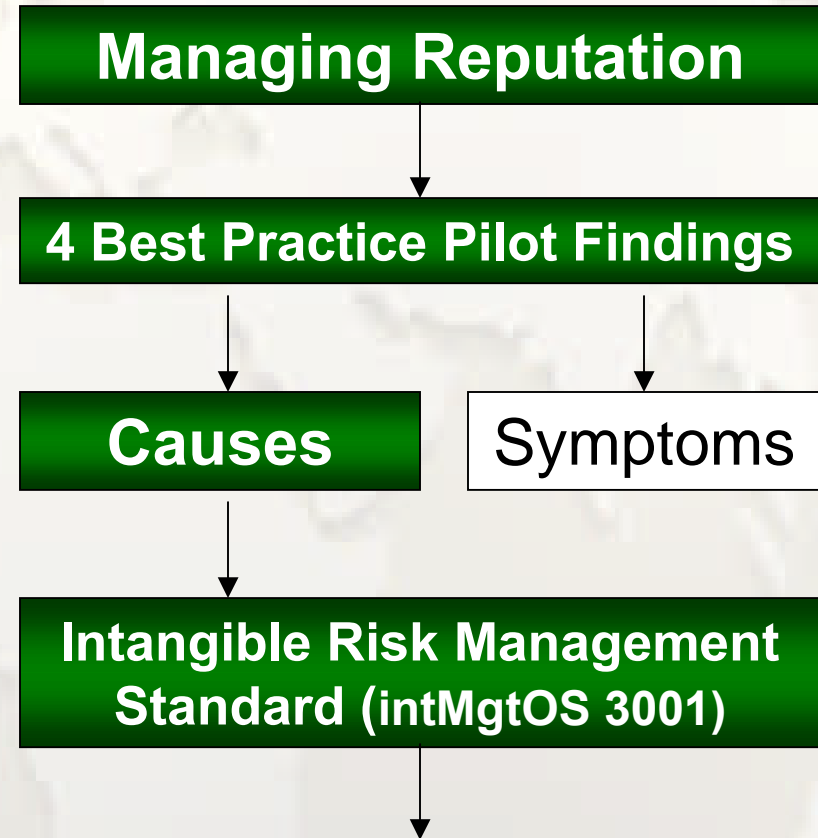 Managing Reputation
4 Best Practice Pilot Findings
Causes
Symptoms
Intangible Risk Management
Standard (intMgtOS 3001)